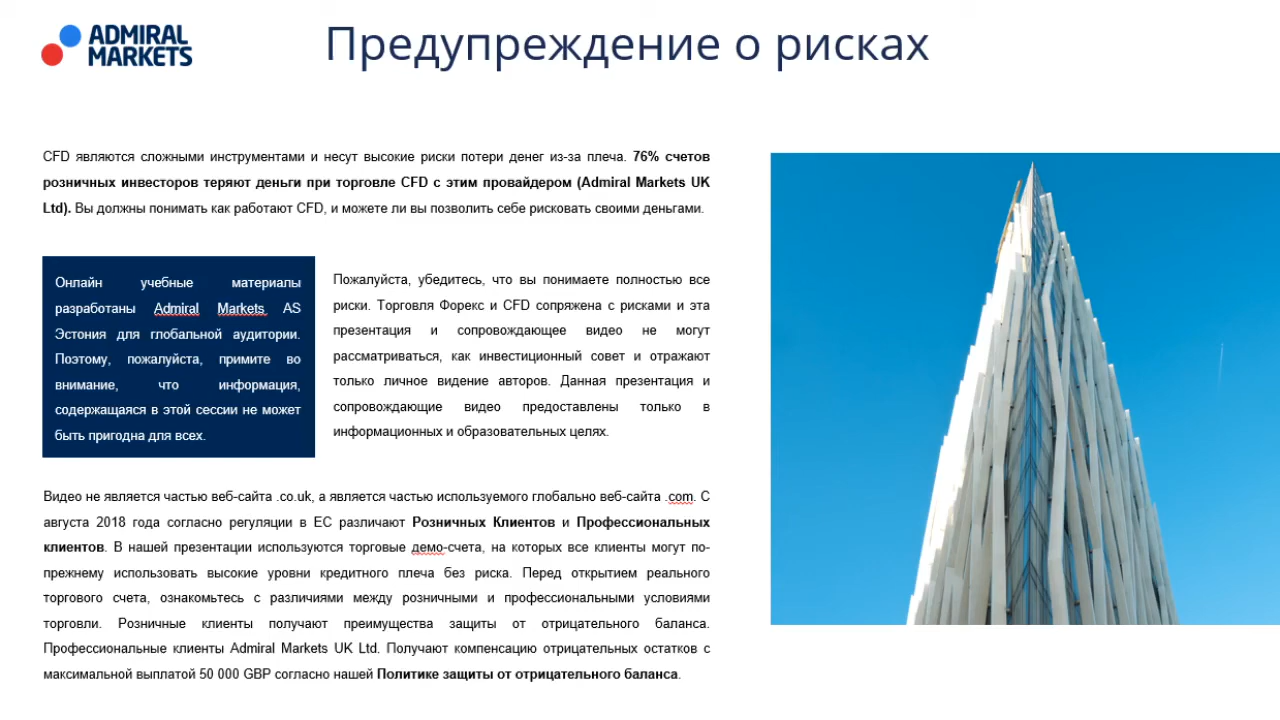 ADMIRAL
MARKETS
Предупреждение о рисках
CFD являются сложными инструментами и несут высокие риски потери денег из-за плеча. 76% счетов
розничных инвесторов теряют деньги при торговле CFD с этим провайдером (Admiral Markets UK
Ltd). Вы должны понимать как работают CFD, и можете ли вы позволить себе рисковать своими деньгами.
Онлайн учебные материалы
разработаны Admiral Markets AS
Эстония для глобальной аудитории.
Поэтому, пожалуйста, примите во
внимание, что информация,
содержащаяся в этой сессии не может
быть пригодна для всех.
Пожалуйста, убедитесь, что вы понимаете полностью все
риски. Торговля Форекс и CFD сопряжена с рисками и эта
презентация и сопровождающее видео не могут
рассматриваться, как инвестиционный совет и отражают
только личное видение авторов. Данная презентация и
сопровождающие видео предоставлены только в
информационных и образовательных целях.
Видео не является частью веб-сайта .co.uk, а является частью используемого глобально веб-сайта .com. С
августа 2018 года согласно регуляции в ЕС различают Розничных Клиентов и Профессиональных
клиентов. В нашей презентации используются торговые демо-счета, на которых все клиенты могут по-
прежнему использовать высокие уровни кредитного плеча без риска. Перед открытием реального
торгового счета, ознакомьтесь с различиями между розничными и профессиональными условиями
торговли. Розничные клиенты получают преимущества защиты от отрицательного баланса.
Профессиональные клиенты Admiral Markets UK Ltd. Получают компенсацию отрицательных остатков с
максимальной выплатой 50 000 GBP согласно нашей Политике защиты от отрицательного баланса.